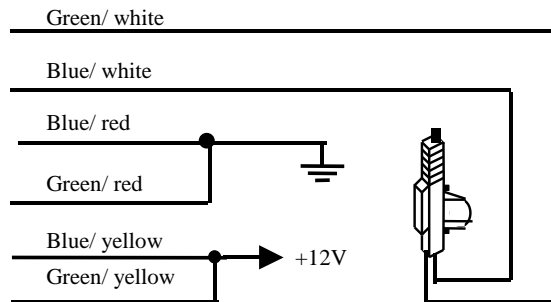 Green/ white
Blue/ white
Blue/ red
Green/ red
Blue/ yellow
+12V
Green/ yellow